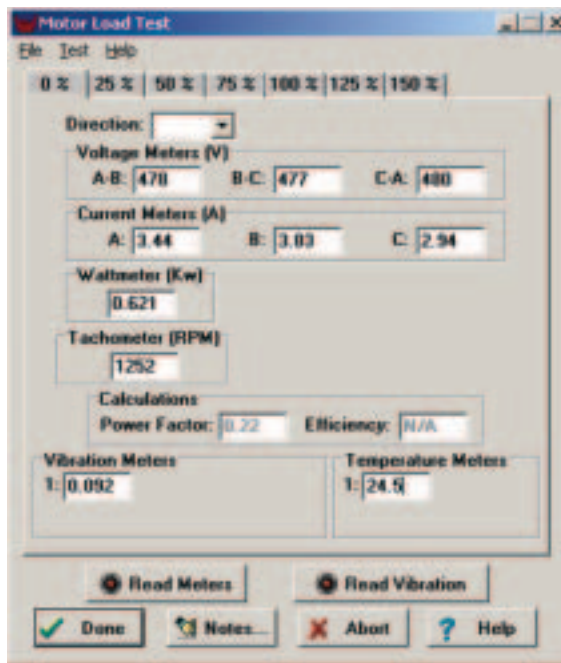 Motor Load Test
File Test Help
0 % 25 % 50 % 75 % 100 % 125 % 150 %
Direction:
Voltage Meters (V)
A-B: 478 B-C: 477 C-A: 480
Current Meters (A)
A: 3.44 B: 3.03 C: 2.94
Wattmeter (Kw)
0.621
Tachometer (RPM)
1252
Calculations
Power Factor: 0.22 Efficiency: N/A
Vibration Meters Temperature Meters
1: 0.092 1: 24.5
Read Meters Read Vibration
Done Notes... Abort Help